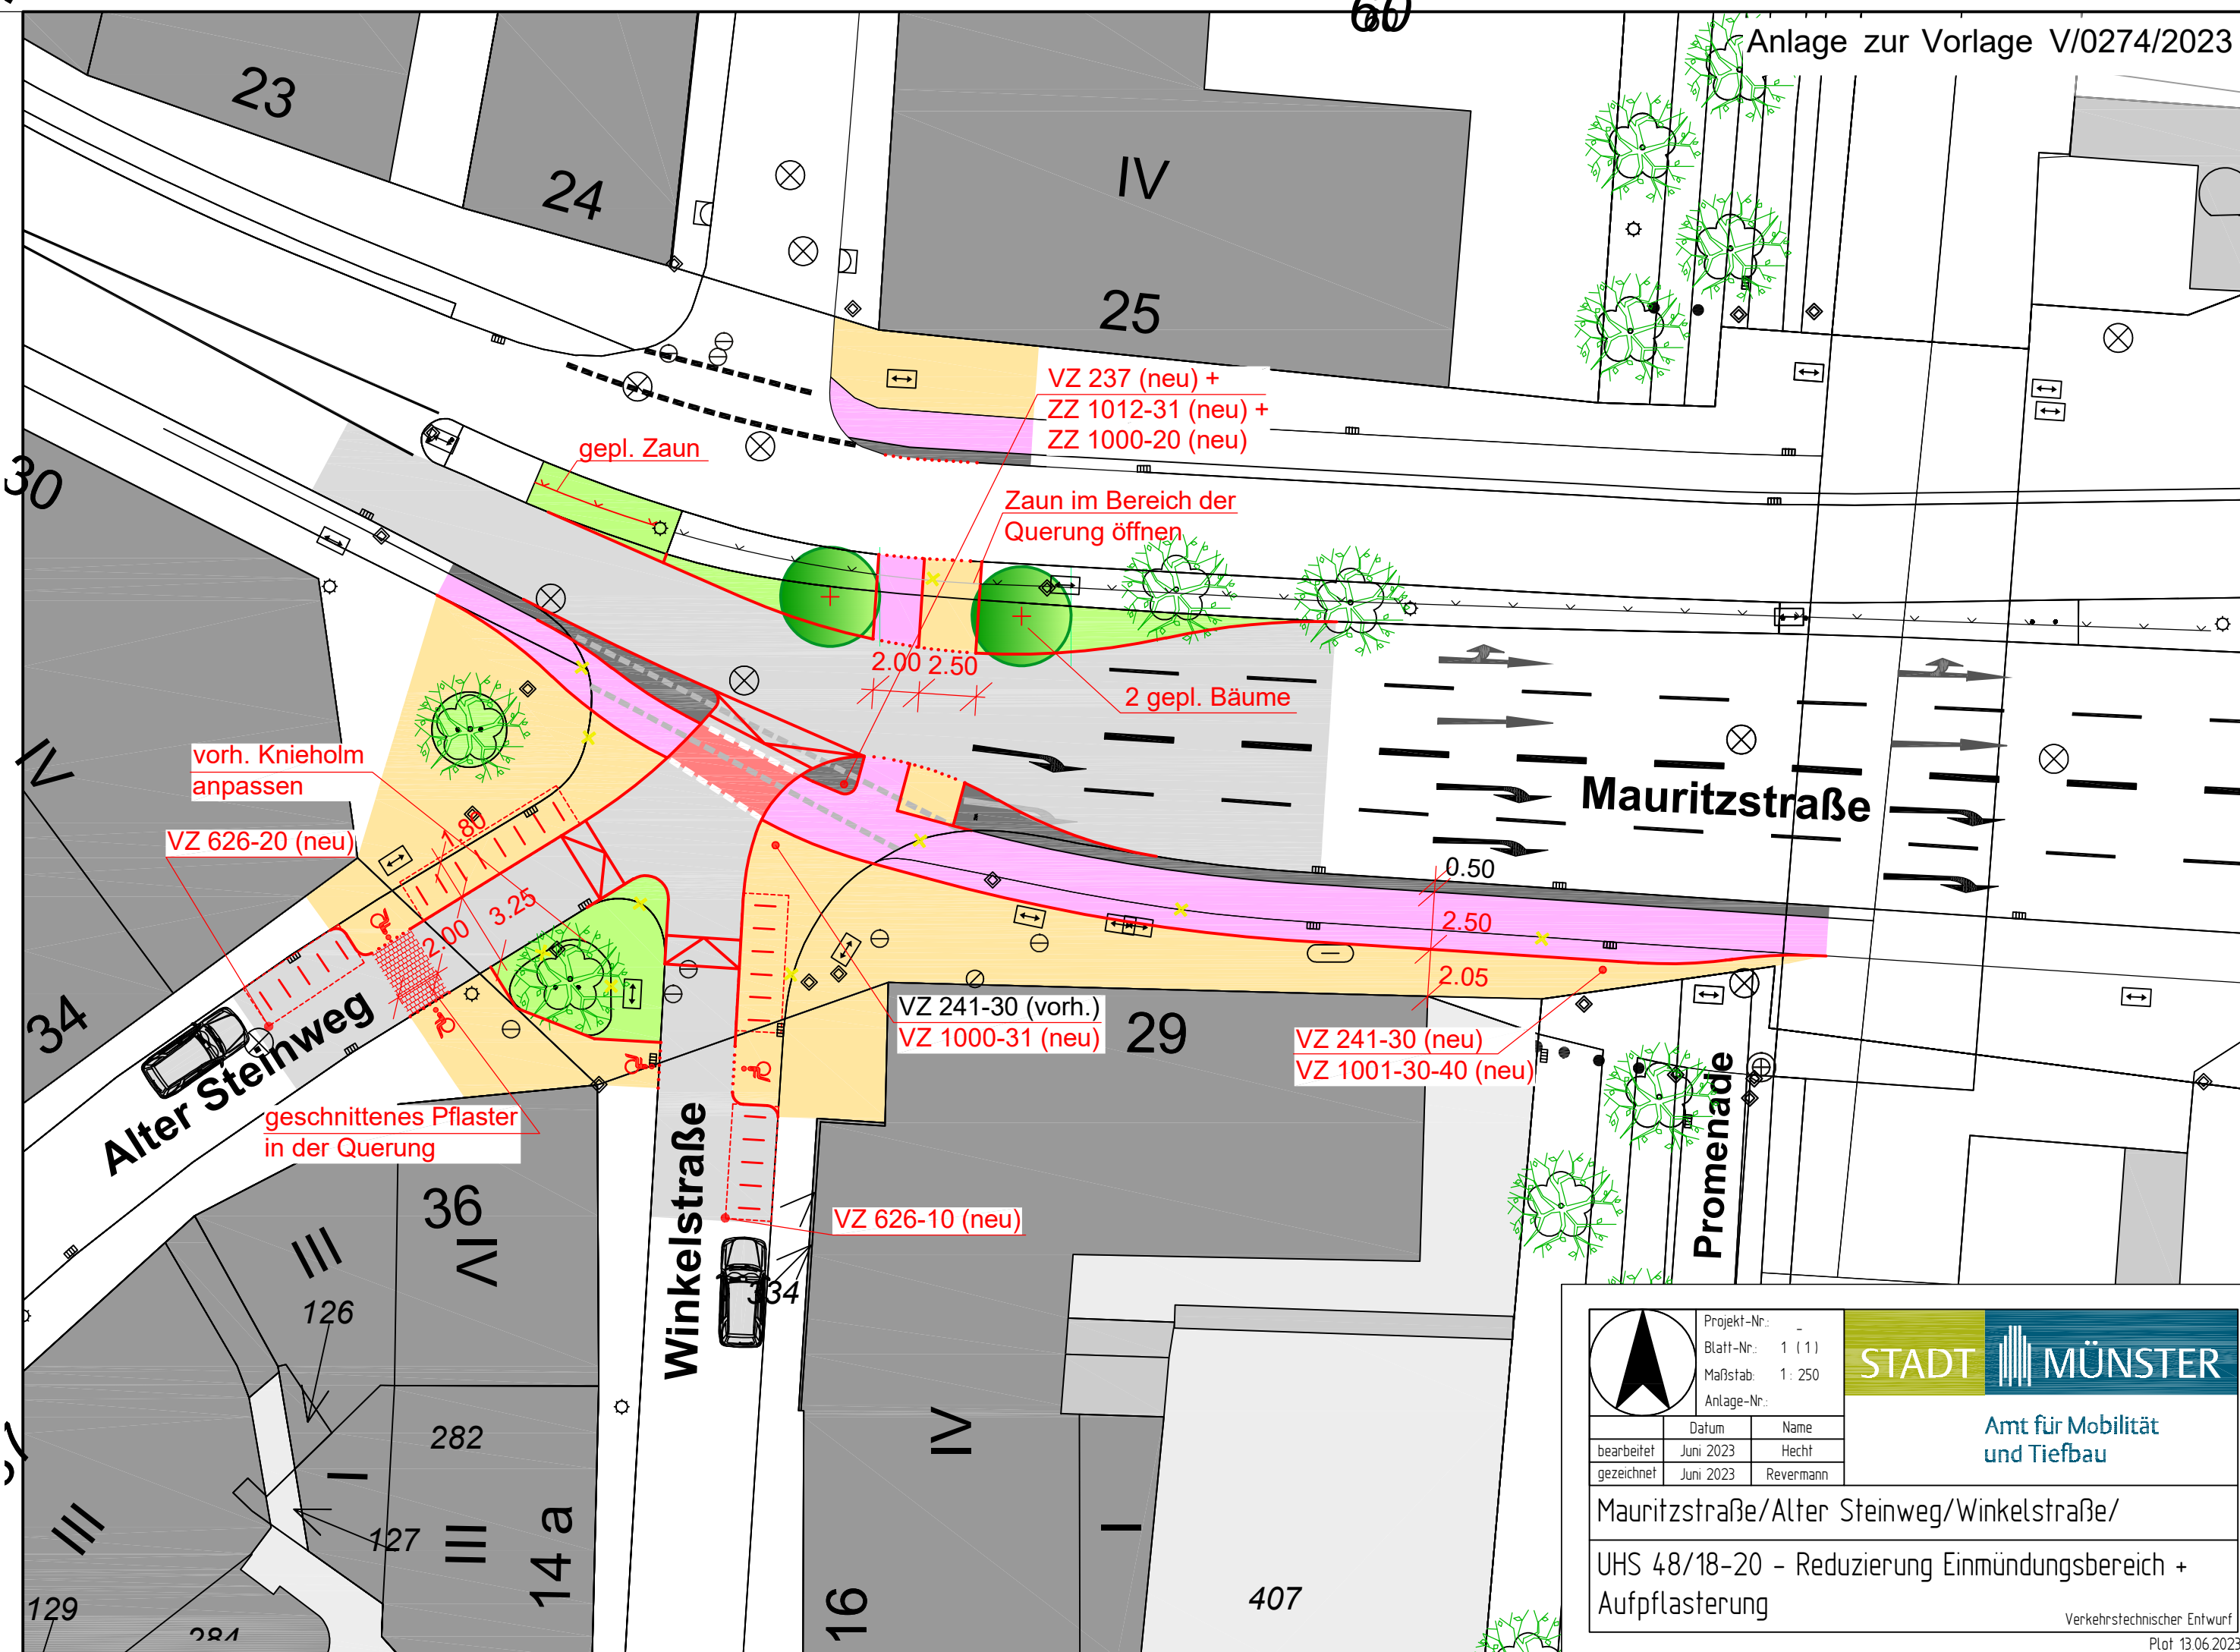 60
Anlage zur Vorlage V/0274/2023
23
24
IV
25
VZ 237 (neu) +
ZZ 1012-31 (neu) +
ZZ 1000-20 (neu)
gepl. Zaun
30
Zaun im Bereich der
Querung öffnen
2.00 2.50
2 gepl. Bäume
IV
vorh. Knieholm
anpassen
Mauritzstraße
VZ 626-20 (neu)
1.80
0.50
3.25
2.50
2.00
2.05
VZ 241-30 (vorh.)
VZ 1000-31 (neu)
29
VZ 241-30 (neu)
VZ 1001-30-40 (neu)
34
Alter Steinweg
geschnittenes Pflaster
in der Querung
Winkelstraße
Promenade
36
III
IV
VZ 626-10 (neu)
126
334
282
I
IV
III
127
III
14 a
I
129
284
16
407
Projekt-Nr.: _
Blatt-Nr.: 1 (1)
Maßstab: 1: 250
Anlage-Nr.:
STADT MÜNSTER
Datum Name
bearbeitet Juni 2023 Hecht
gezeichnet Juni 2023 Revermann
Amt für Mobilität
und Tiefbau
Mauritzstraße/Alter Steinweg/Winkelstraße/
UHS 48/18-20 - Reduzierung Einmündungsbereich +
Aufpflasterung
Verkehrstechnischer Entwurf
Plot 13.06.2023